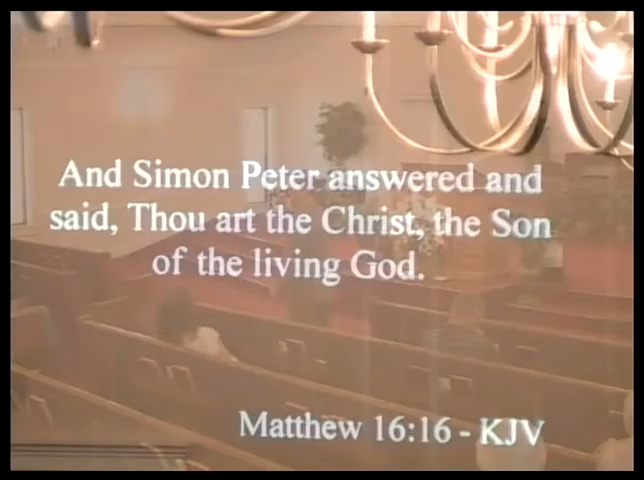 And Simon Peter answered and
said, Thou art the Christ, the Son
of the living God.
Matthew 16:16 - KJV